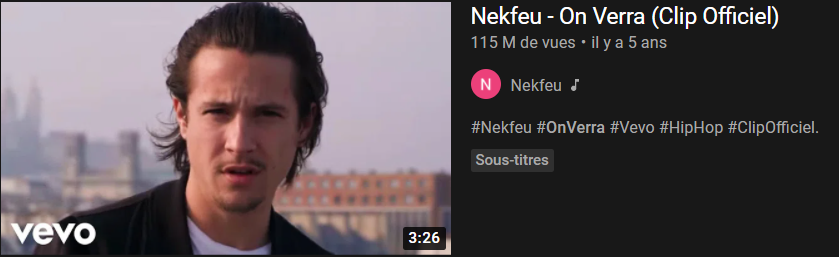 vevo
3:26
Nekfeu - On Verra (Clip Officiel)
115 M de vues • il y a 5 ans
N
Nekfeu ♪
#Nekfeu #OnVerra #Vevo #HipHop #ClipOfficiel.
Sous-titres